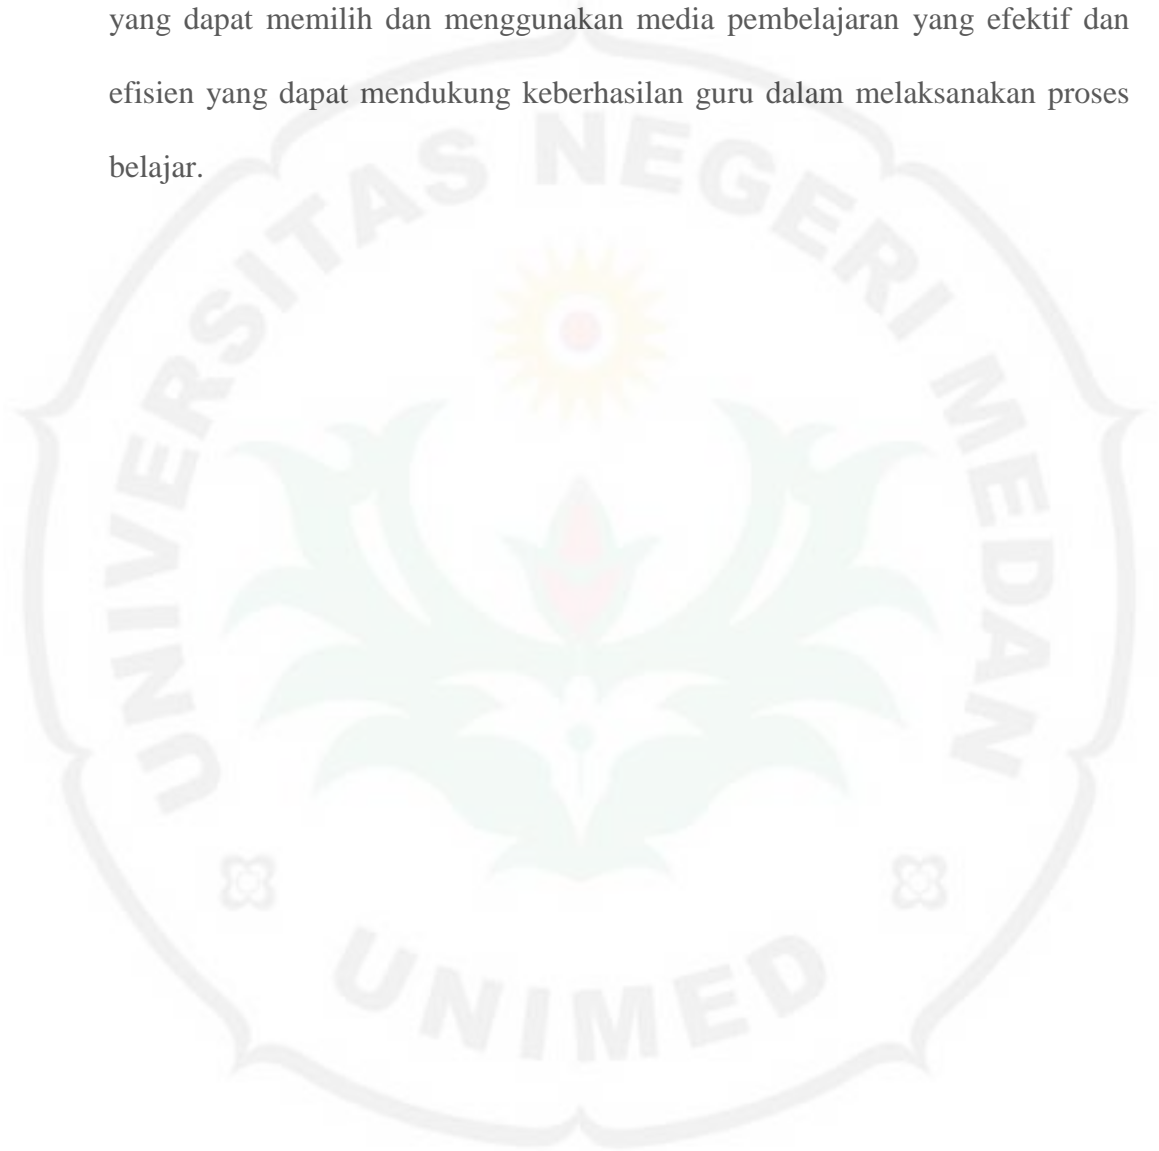 yang dapat memilih dan menggunakan media pembelajaran yang efektif dan
efisien yang dapat mendukung keberhasilan guru dalam melaksanakan proses
belajar.
UNIVERSITAS NEGERI MEDAN
UNIMED